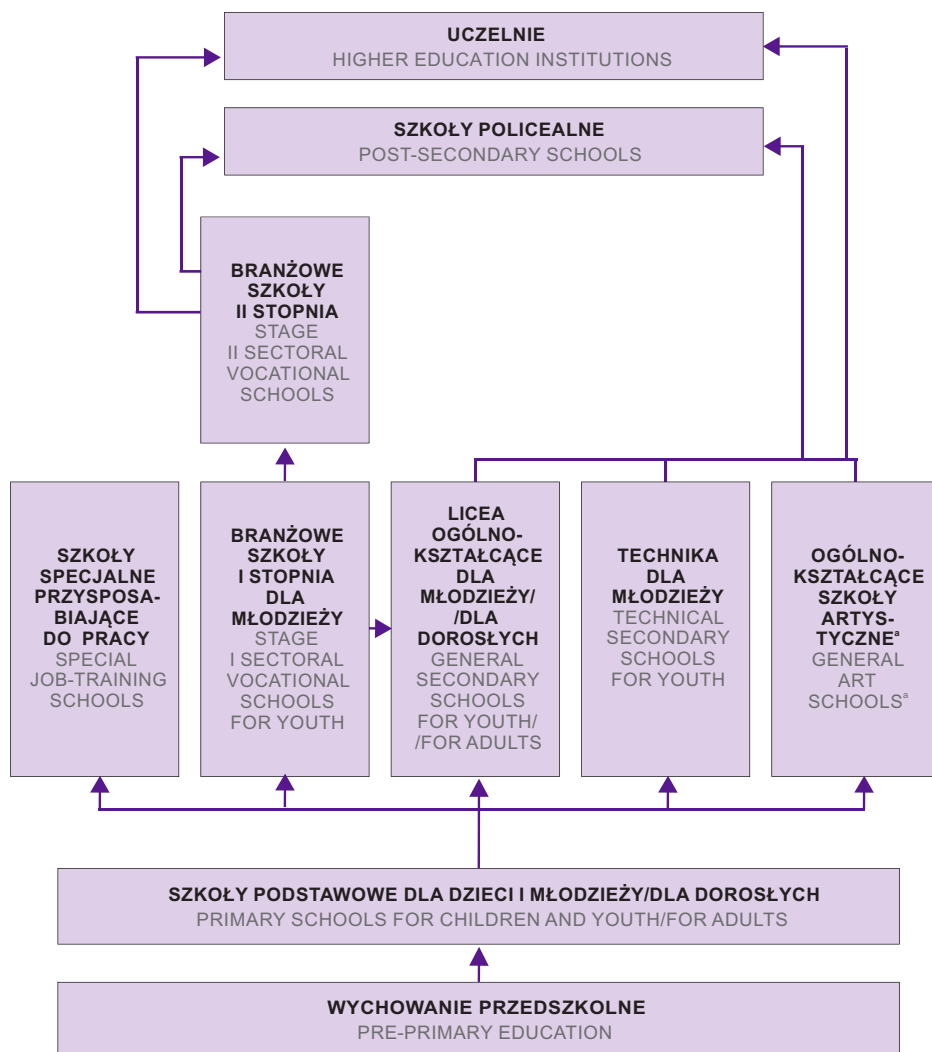 UCZELNIE
HIGHER EDUCATION INSTITUTIONS
SZKOŁY POLICEALNE
POST-SECONDARY SCHOOLS
BRANŻOWE
SZKOŁY
II STOPNIA
STAGE
II SECTORAL
VOCATIONAL
SCHOOLS
SZKOŁY
SPECJALNE
PRZYSPOSA-
BIAJĄCE
DO PRACY
SPECIAL
JOB-TRAINING
SCHOOLS
BRANŻOWE
SZKOŁY
I STOPNIA
DLA
MŁODZIEŻY
STAGE
I SECTORAL
VOCATIONAL
SCHOOLS
FOR YOUTH
LICEA
OGÓLNO-
KSZTAŁCĄCE
DLA
MŁODZIEŻY/
/DLA
DOROSŁYCH
GENERAL
SECONDARY
SCHOOLS
FOR YOUTH/
/FOR ADULTS
TECHNIKA
DLA
MŁODZIEŻY
TECHNICAL
SECONDARY
SCHOOLS
FOR YOUTH
OGÓLNO-
KSZTAŁCĄCE
SZKOŁY
ARTYS-
TYCZNEᵃ
GENERAL
ART
SCHOOLSᵃ
SZKOŁY PODSTAWOWE DLA DZIECI I MŁODZIEŻY/DLA DOROSŁYCH
PRIMARY SCHOOLS FOR CHILDREN AND YOUTH/FOR ADULTS
WYCHOWANIE PRZEDSZKOLNE
PRE-PRIMARY EDUCATION